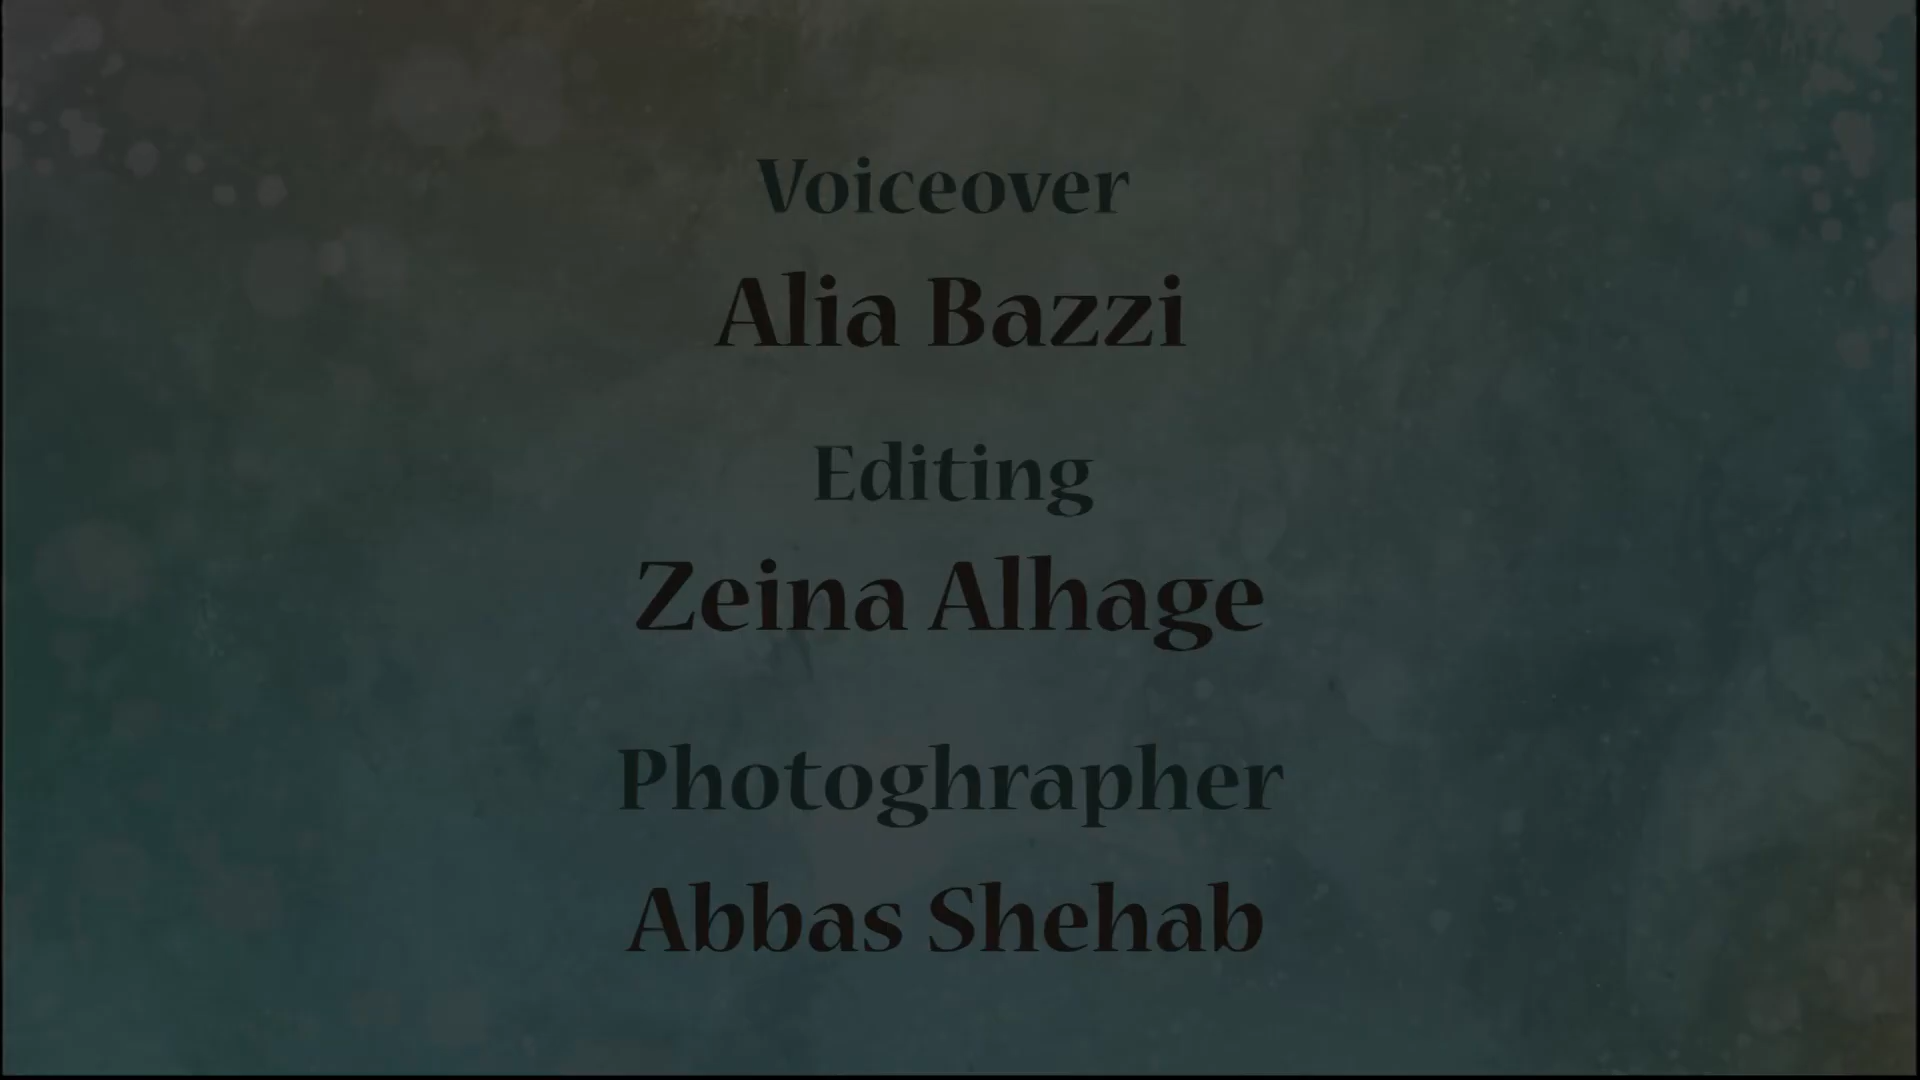 Voiceover
Alia Bazzi
Editing
Zeina Alhage
Photoghrapher
Abbas Shehab